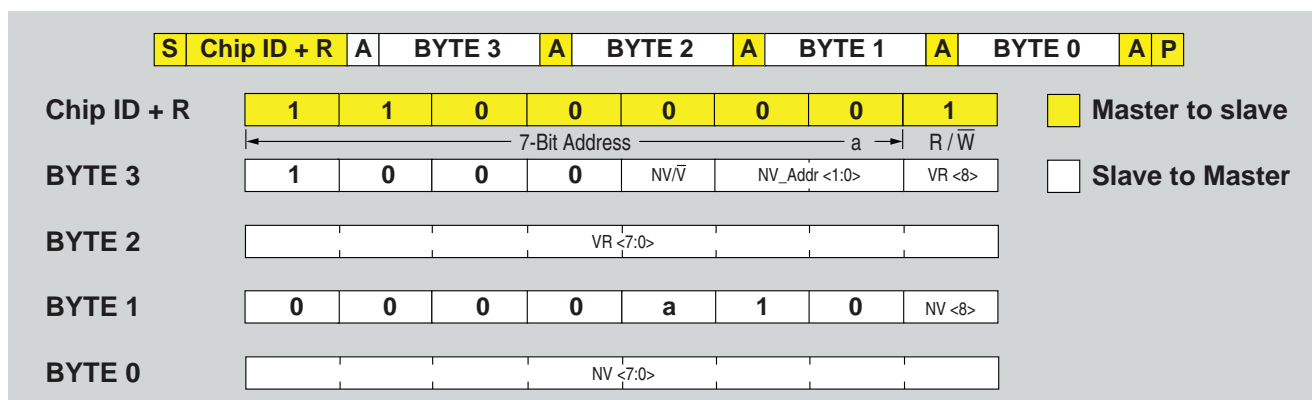 S Chip ID + R A BYTE 3 A BYTE 2 A BYTE 1 A BYTE 0 A P
Chip ID + R 1 1 0 0 0 0 0 1 Master to slave
7-Bit Address a R / W̅
BYTE 3 1 0 0 0 NV/V̅ NV_Addr <1:0> VR <8> Slave to Master
BYTE 2 VR <7:0>
BYTE 1 0 0 0 0 a 1 0 NV <8>
BYTE 0 NV <7:0>